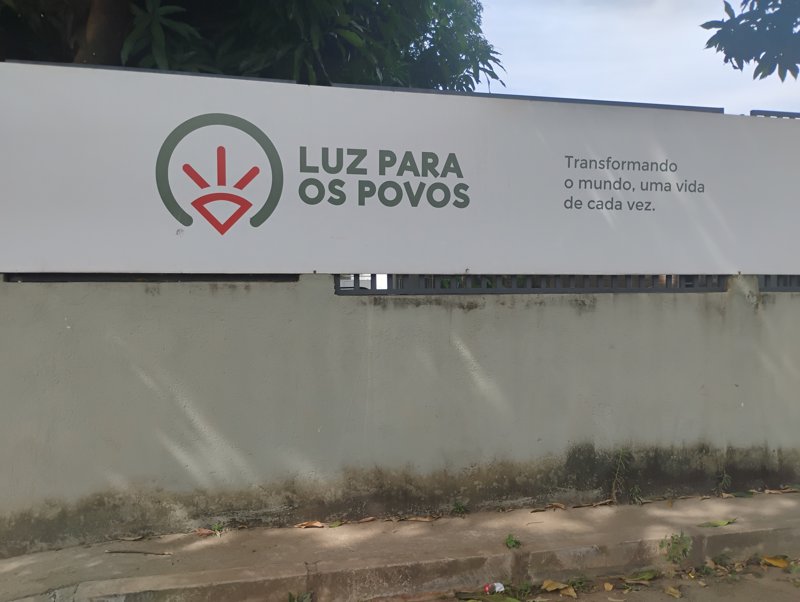 LUZ PARA
OS POVOS
Transformando
o mundo, uma vida
de cada vez.